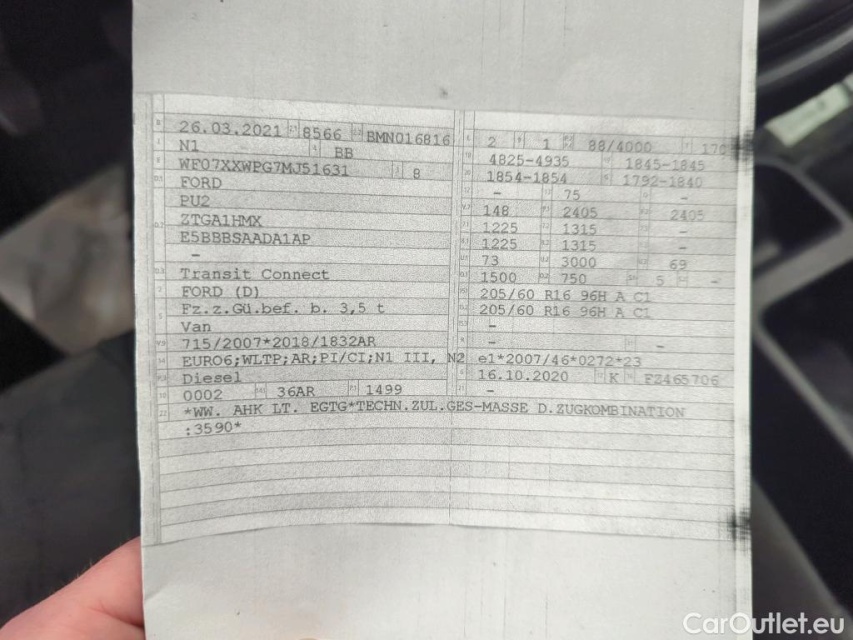 26.03.2021 8566 BMN016816
N1 BB
WF07XXWPG7MJ51631 8
FORD
PU2
ZTGA1HMX
E5BBBSAADA1AP
-
Transit Connect
FORD (D)
Fz.z.Gü.bef. b. 3,5 t
Van
715/2007*2018/1832AR
EURO6;WLTP;AR;PI/CI;N1 III, N2
Diesel
0002 36AR 1499
2 1 88/4000 170
4825-4935 1845-1845
1854-1854 1792-1840
- 75 -
148 2405 2405
1225 1315 -
1225 1315 -
73 3000 69
1500 750 5 -
205/60 R16 96H A C1
205/60 R16 96H A C1
-
- -
e1*2007/46*0272*23
16.10.2020 K FZ465706
-
*WW. AHK LT. EGTG*TECHN.ZUL.GES-MASSE D.ZUGKOMBINATION
:3590*
CarOutlet.eu